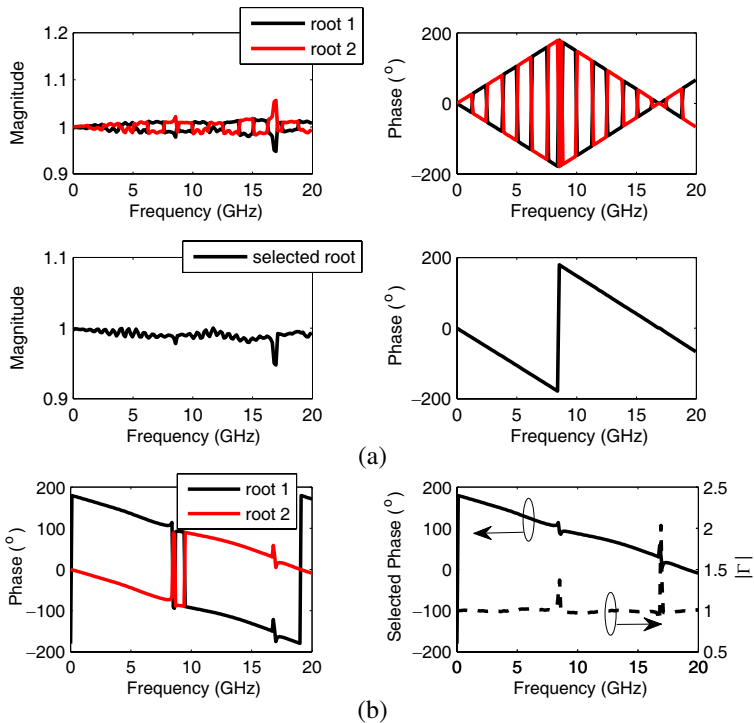 root 1
root 2
1.2
1.1
1
0.9
Magnitude
0 5 10 15 20
Frequency (GHz)
200
0
−200
Phase (°)
0 5 10 15 20
Frequency (GHz)
selected root
1.1
1
0.9
Magnitude
0 5 10 15 20
Frequency (GHz)
200
0
−200
Phase (°)
0 5 10 15 20
Frequency (GHz)
(a)
root 1
root 2
200
100
0
−100
−200
Phase (°)
0 5 10 15 20
Frequency (GHz)
200
100
0
−100
−200
Selected Phase (°)
2.5
2
1.5
1
0.5
|Γ|
0 5 10 15 20
Frequency (GHz)
(b)